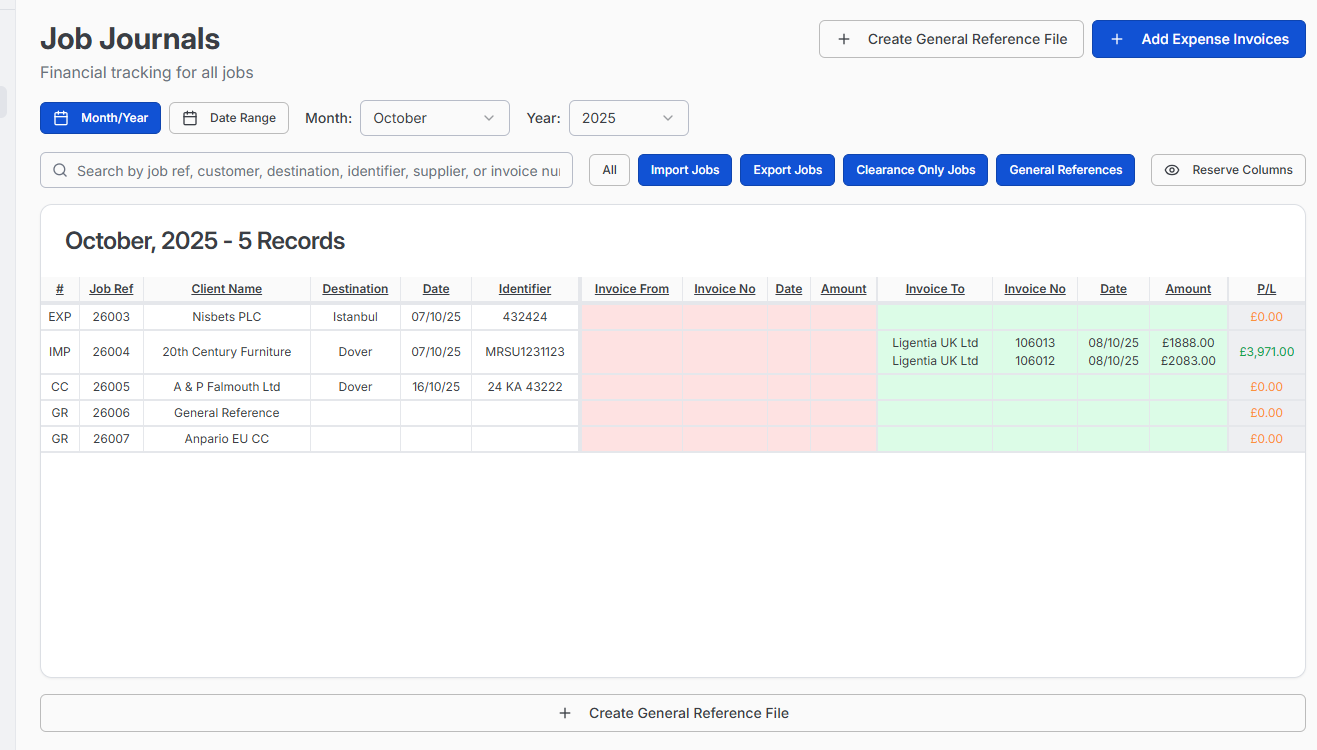 Job Journals
Financial tracking for all jobs
Create General Reference File
Add Expense Invoices
Month/Year Date Range Month: October Year: 2025
Search by job ref, customer, destination, identifier, supplier, or invoice nu
All Import Jobs Export Jobs Clearance Only Jobs General References Reserve Columns
October, 2025 - 5 Records
# Job Ref Client Name Destination Date Identifier Invoice From Invoice No Date Amount Invoice To Invoice No Date Amount P/L
EXP 26003 Nisbets PLC Istanbul 07/10/25 432424 £0.00
IMP 26004 20th Century Furniture Dover 07/10/25 MRSU1231123 Ligentia UK Ltd 106013 08/10/25 £1888.00 £3,971.00
Ligentia UK Ltd 106012 08/10/25 £2083.00
CC 26005 A & P Falmouth Ltd Dover 16/10/25 24 KA 43222 £0.00
GR 26006 General Reference £0.00
GR 26007 Anpario EU CC £0.00
Create General Reference File